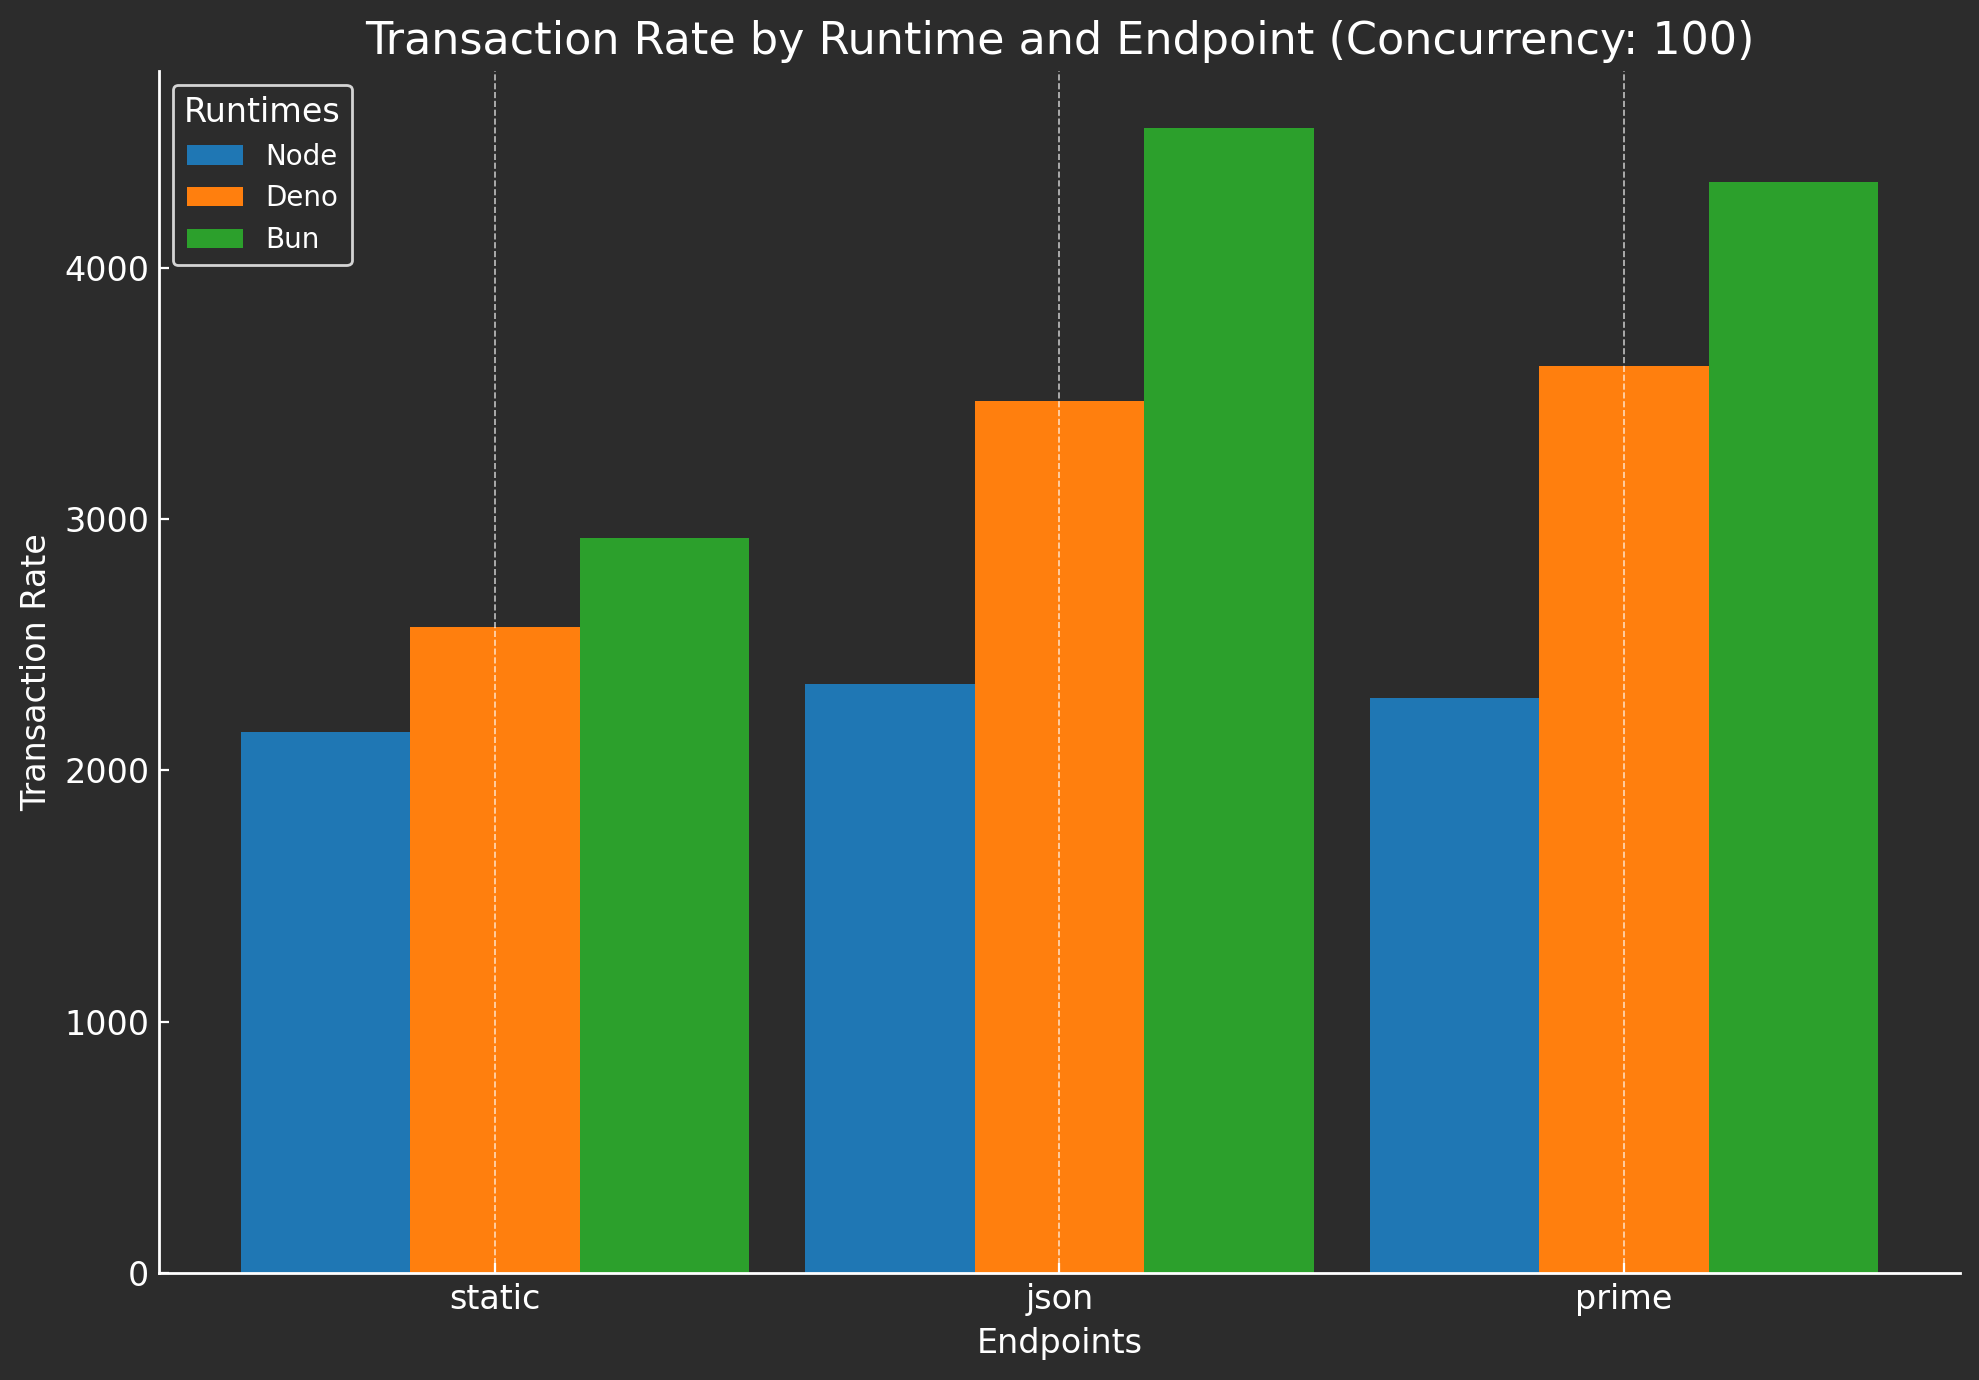 Transaction Rate by Runtime and Endpoint (Concurrency: 100)
Runtimes
Node
Deno
Bun
4000
3000
2000
1000
0
Transaction Rate
static
json
prime
Endpoints